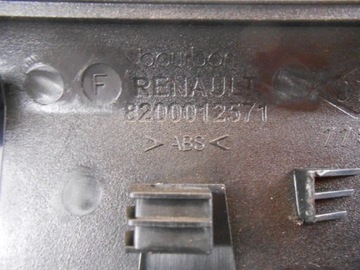 bourbon
F RENAULT
8200012571
>ABS<